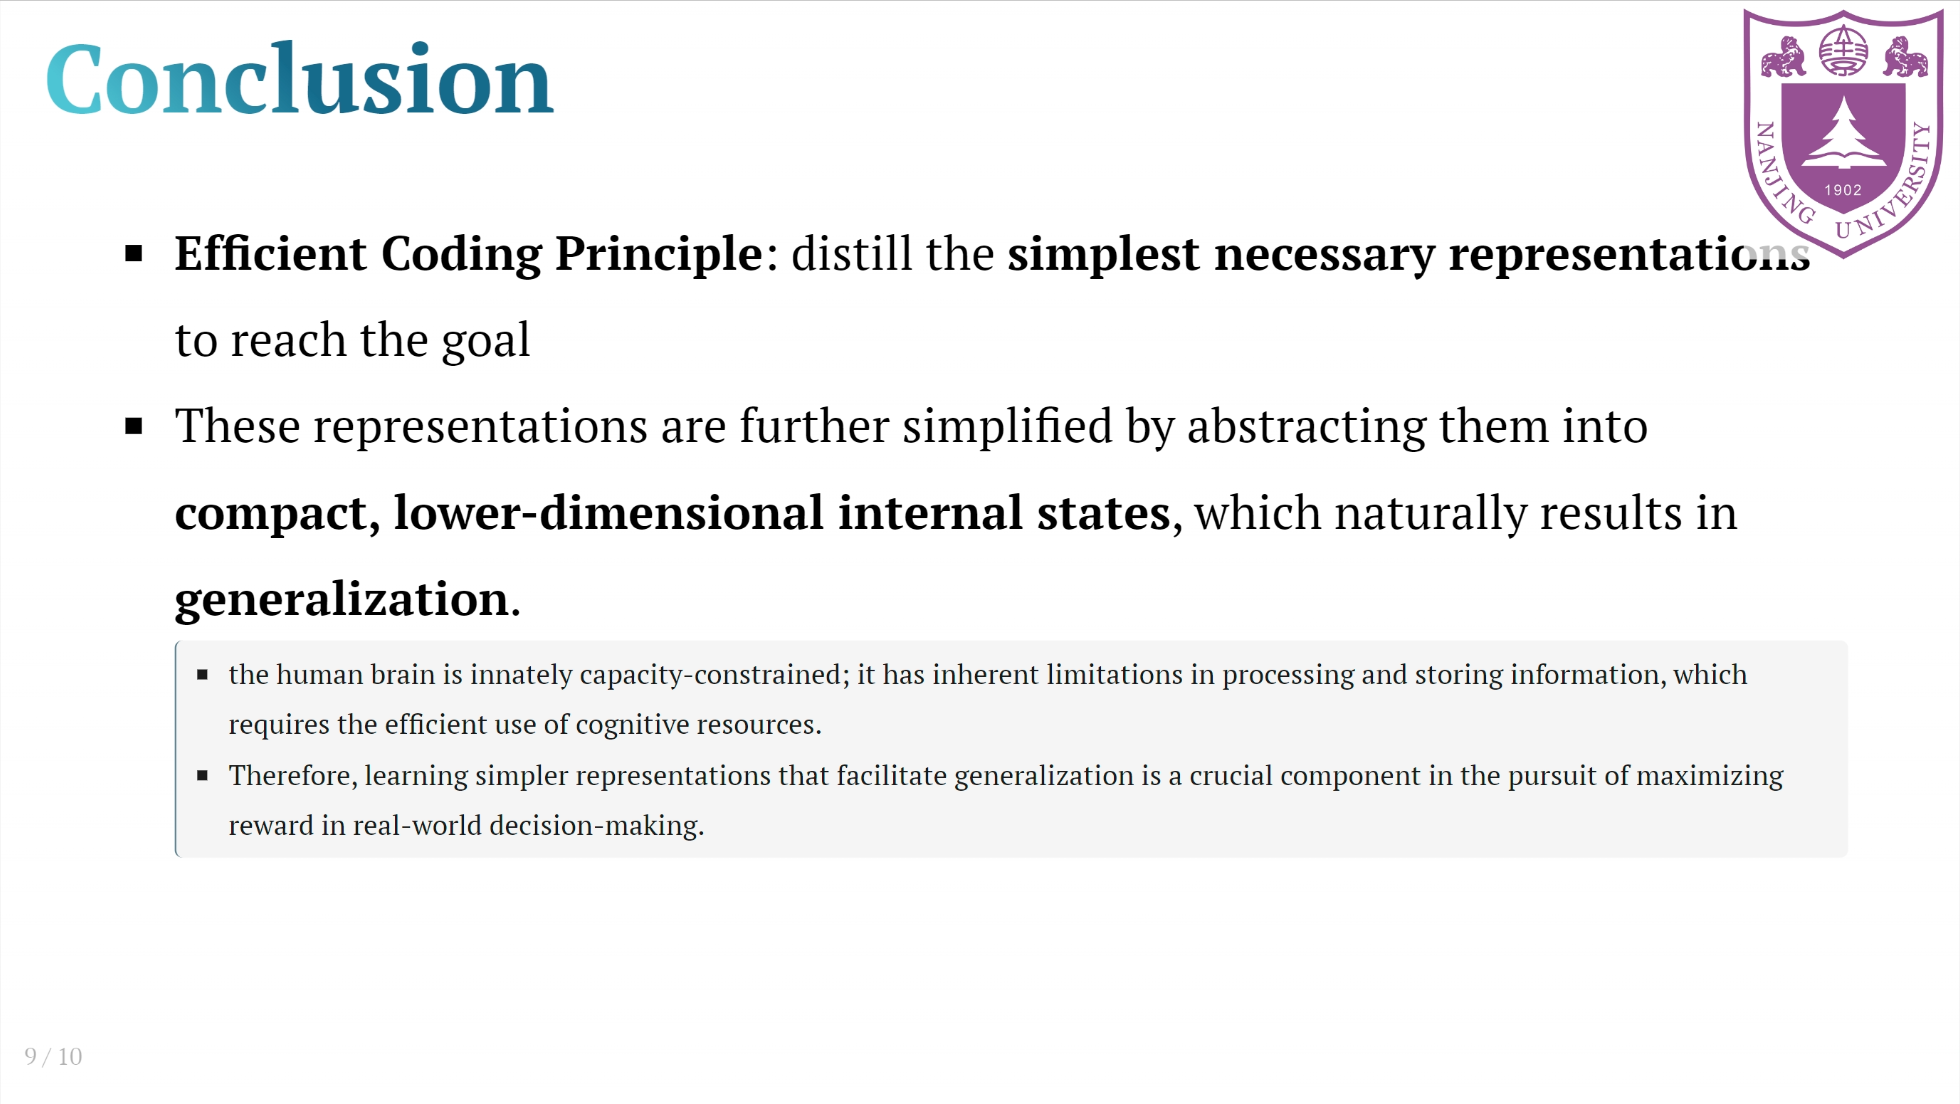 Conclusion
NANJING UNIVERSITY
1902
▪ Efficient Coding Principle: distill the simplest necessary representations
to reach the goal
▪ These representations are further simplified by abstracting them into
compact, lower-dimensional internal states, which naturally results in
generalization.
▪ the human brain is innately capacity-constrained; it has inherent limitations in processing and storing information, which
requires the efficient use of cognitive resources.
▪ Therefore, learning simpler representations that facilitate generalization is a crucial component in the pursuit of maximizing
reward in real-world decision-making.
9 / 10